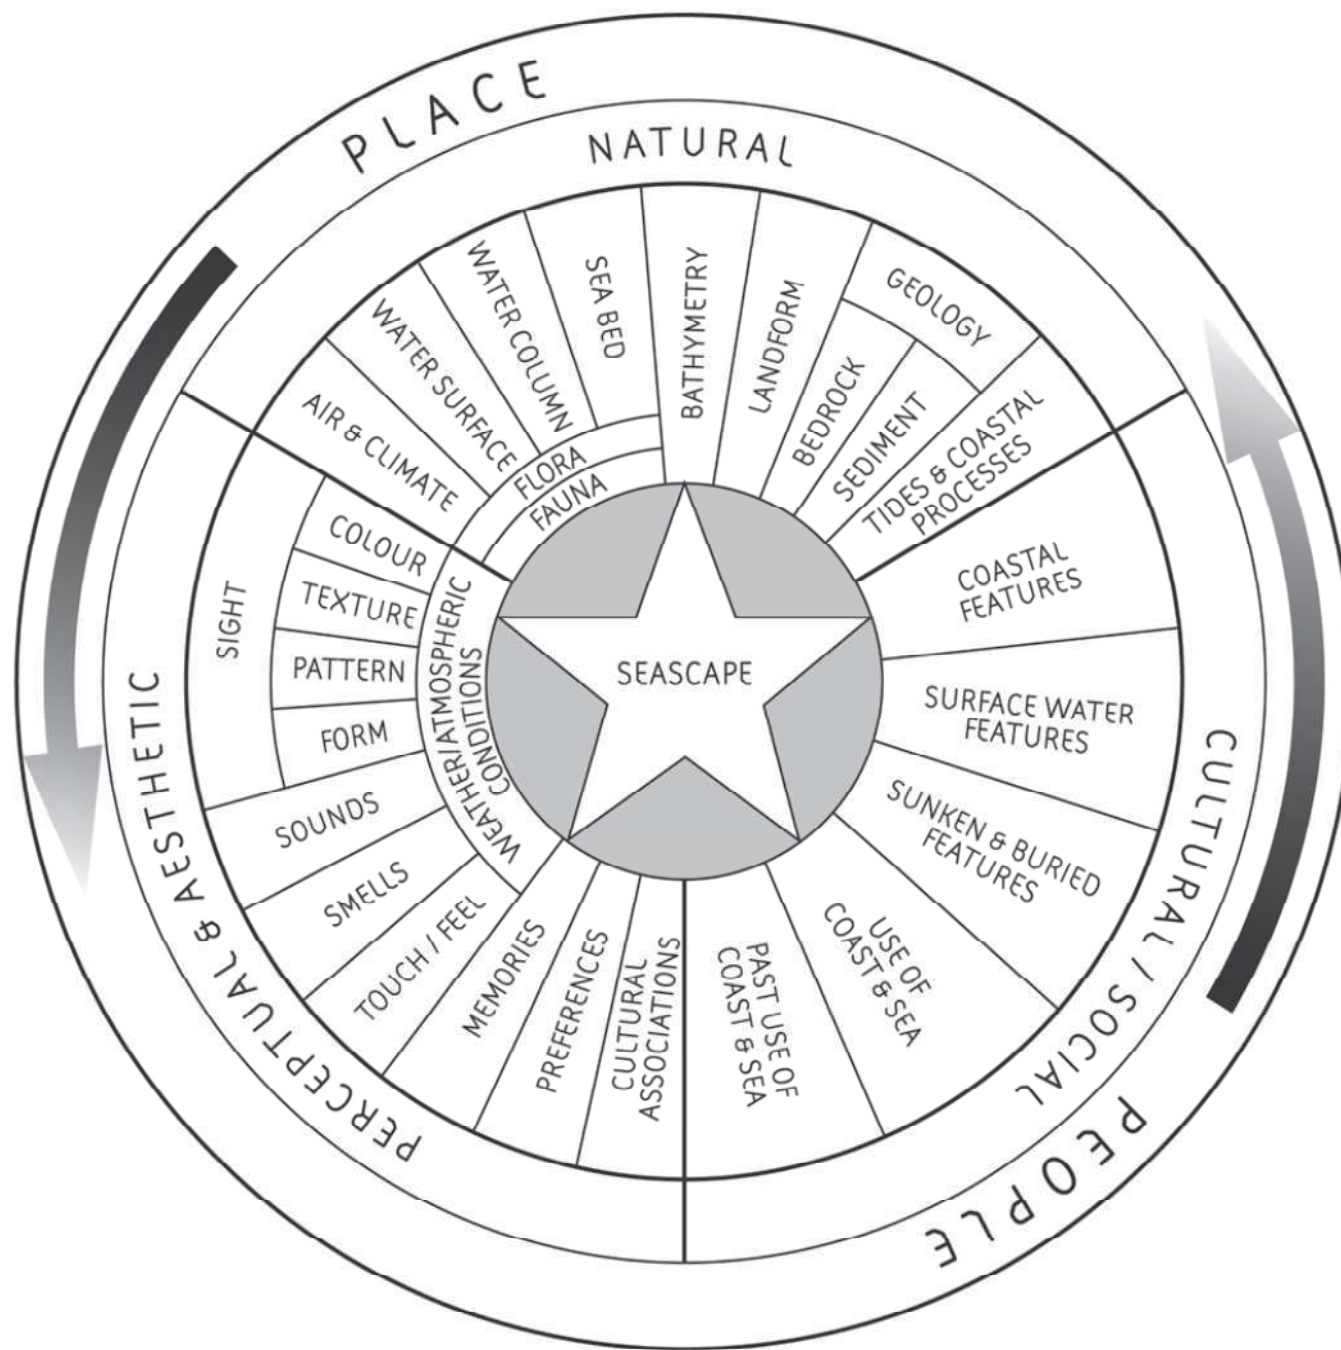 PLACE
NATURAL
AIR & CLIMATE
WATER SURFACE
WATER COLUMN
SEA BED
FLORA
FAUNA
BATHYMETRY
LANDFORM
GEOLOGY
BEDROCK
SEDIMENT
TIDES & COASTAL
PROCESSES
CULTURAL / SOCIAL
COASTAL
FEATURES
SURFACE WATER
FEATURES
SUNKEN & BURIED
FEATURES
USE OF
COAST & SEA
PAST USE OF
COAST & SEA
PEOPLE
PERCEPTUAL & AESTHETIC
CULTURAL
ASSOCIATIONS
PREFERENCES
MEMORIES
TOUCH / FEEL
SMELLS
SOUNDS
SIGHT
FORM
PATTERN
TEXTURE
COLOUR
WEATHER/ATMOSPHERIC
CONDITIONS
SEASCAPE